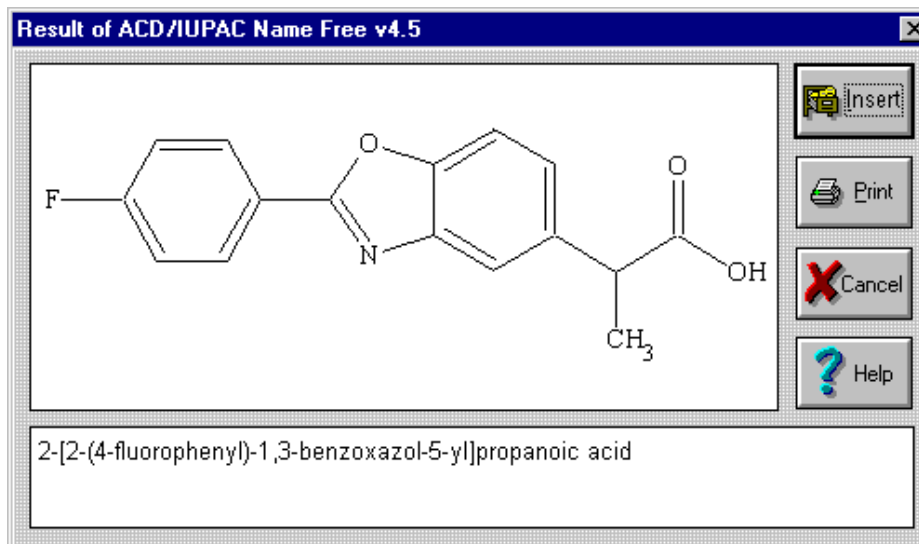 Result of ACD/IUPAC Name Free v4.5
Insert
O
O
F
Print
N
OH
Cancel
CH3
Help
2-[2-(4-fluorophenyl)-1,3-benzoxazol-5-yl]propanoic acid